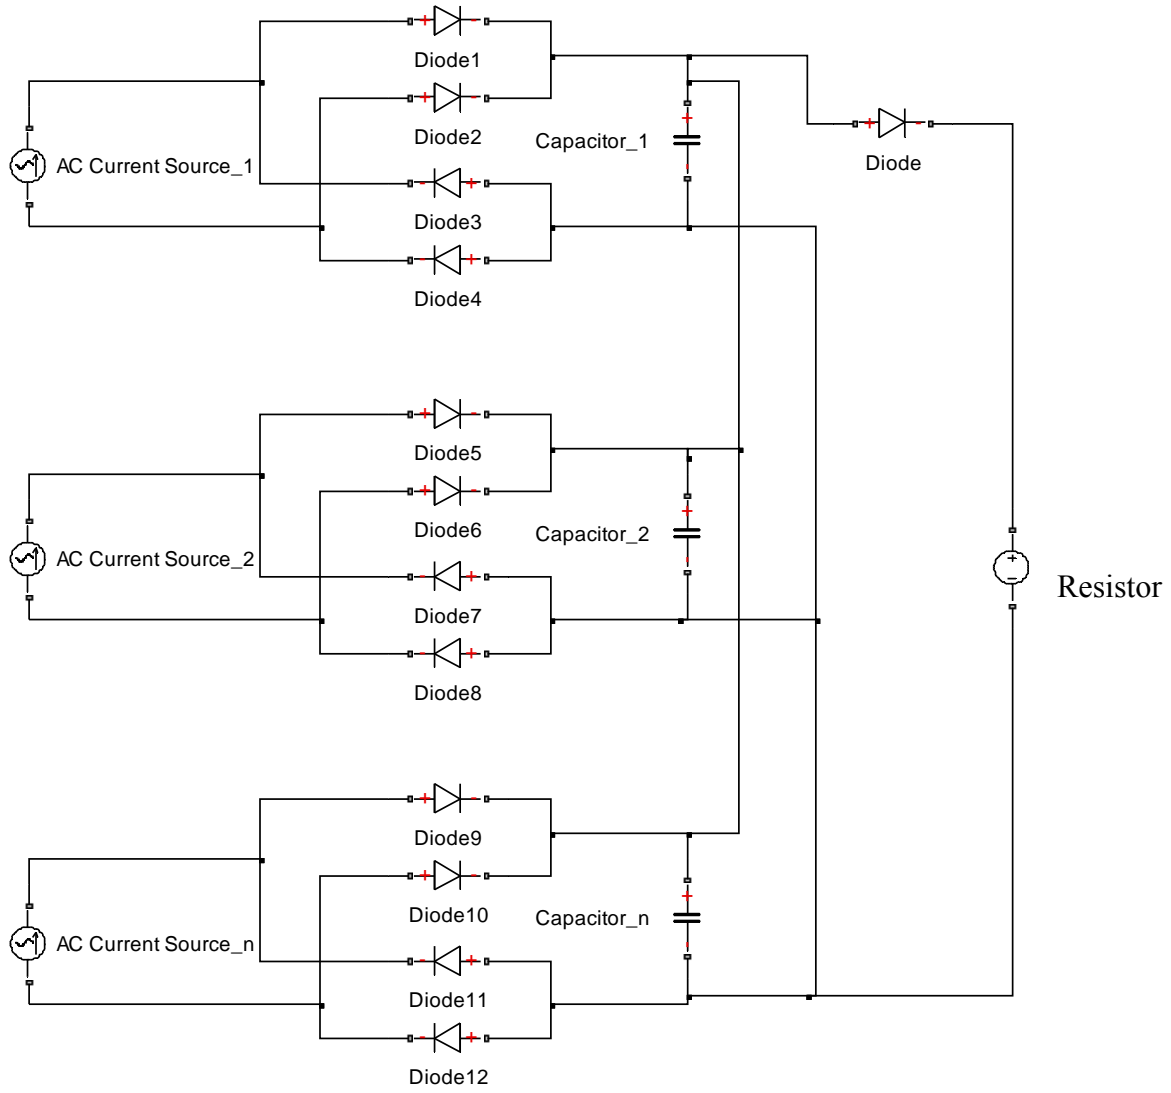 Diode1
Diode2
Capacitor_1
AC Current Source_1
Diode
Diode3
Diode4
Diode5
Diode6
Capacitor_2
AC Current Source_2
Resistor
Diode7
Diode8
Diode9
Diode10
Capacitor_n
AC Current Source_n
Diode11
Diode12